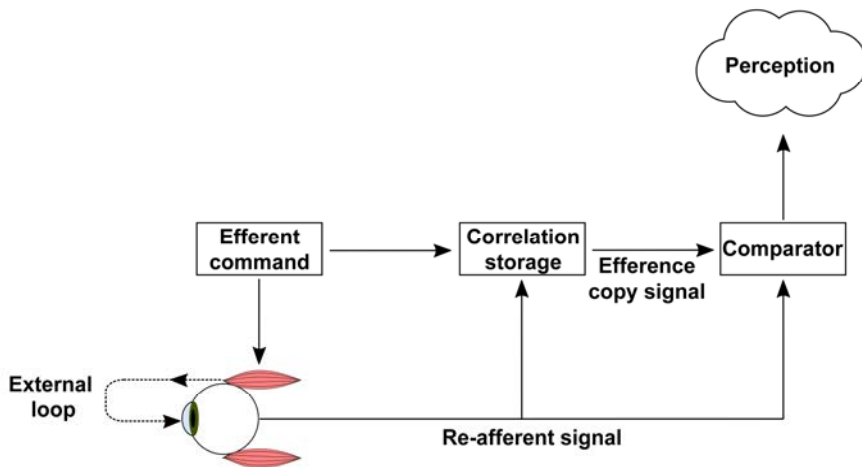 Perception
Efferent
command
Correlation
storage
Efference
copy signal
Comparator
External
loop
Re-afferent signal